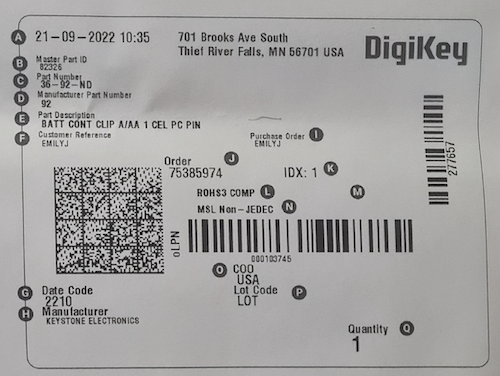 A 21-09-2022 10:35
701 Brooks Ave South
Thief River Falls, MN 56701 USA
DigiKey
B Master Part ID
82326
C Part Number
36-92-ND
D Manufacturer Part Number
92
E Part Description
BATT CONT CLIP A/AA 1 CEL PC PIN
F Customer Reference
EMILYJ
Purchase Order I
EMILYJ
277657
Order J
75385974
IDX: 1 K
ROHS3 COMP L
M
MSL Non-JEDEC N
oLPN
000103745
O COO
USA
Lot Code P
LOT
G Date Code
2210
H Manufacturer
KEYSTONE ELECTRONICS
Quantity Q
1